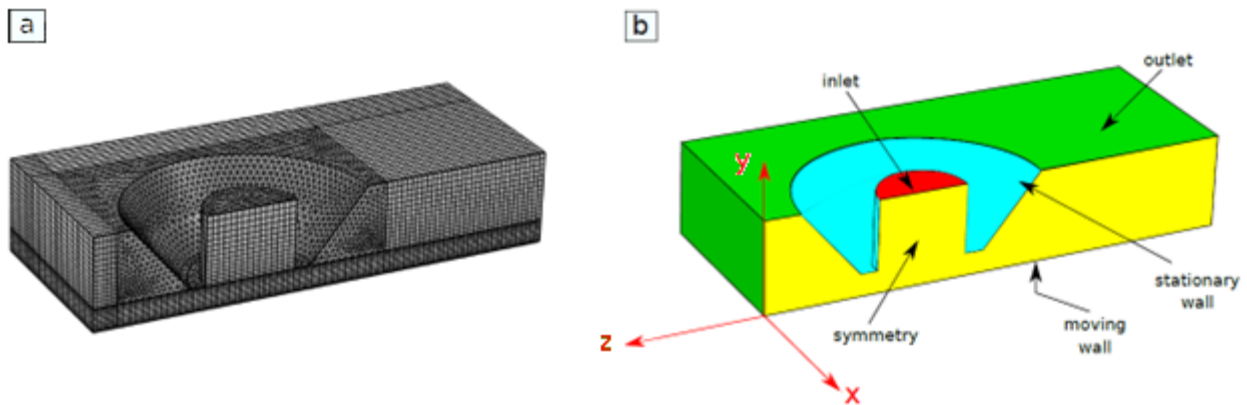 a
b
inlet
outlet
y
stationary
wall
symmetry
moving
wall
z
x